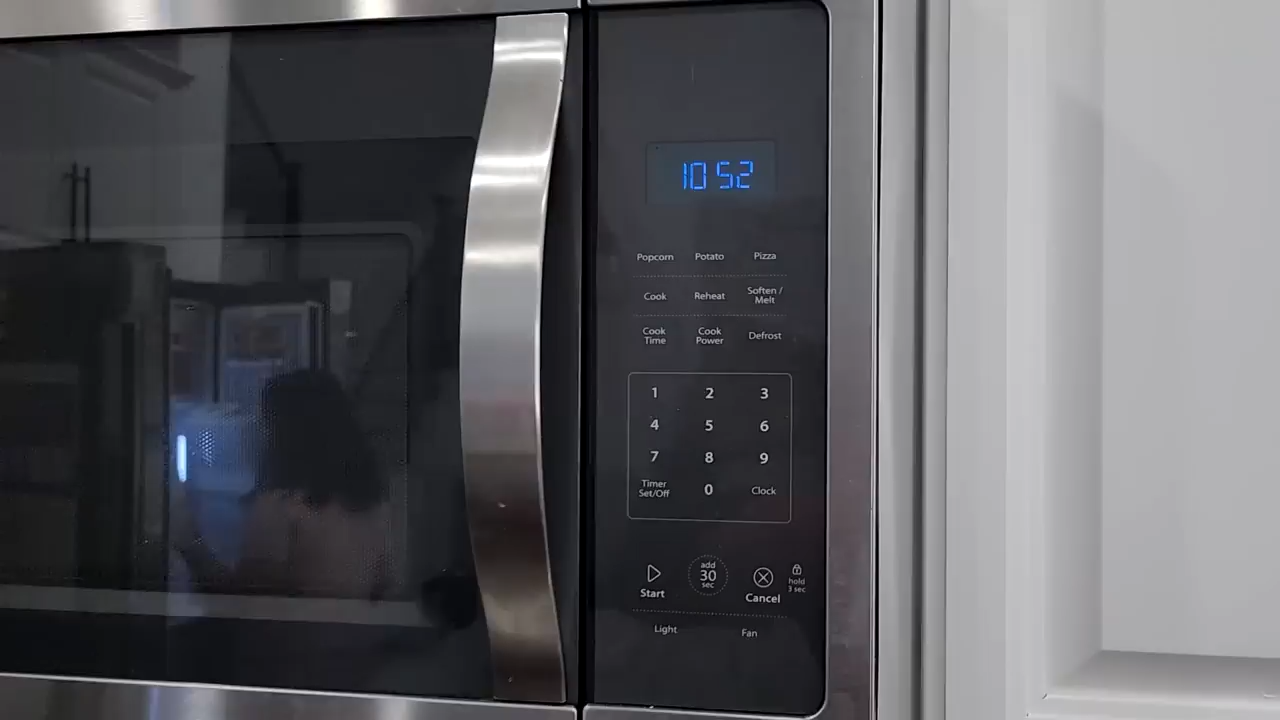 10 52
Popcorn Potato Pizza
Cook Reheat Soften /
Melt
Cook Cook Defrost
Time Power
1 2 3
4 5 6
7 8 9
Timer 0 Clock
Set/Off
Start add 30 sec Cancel hold 3 sec
Light Fan